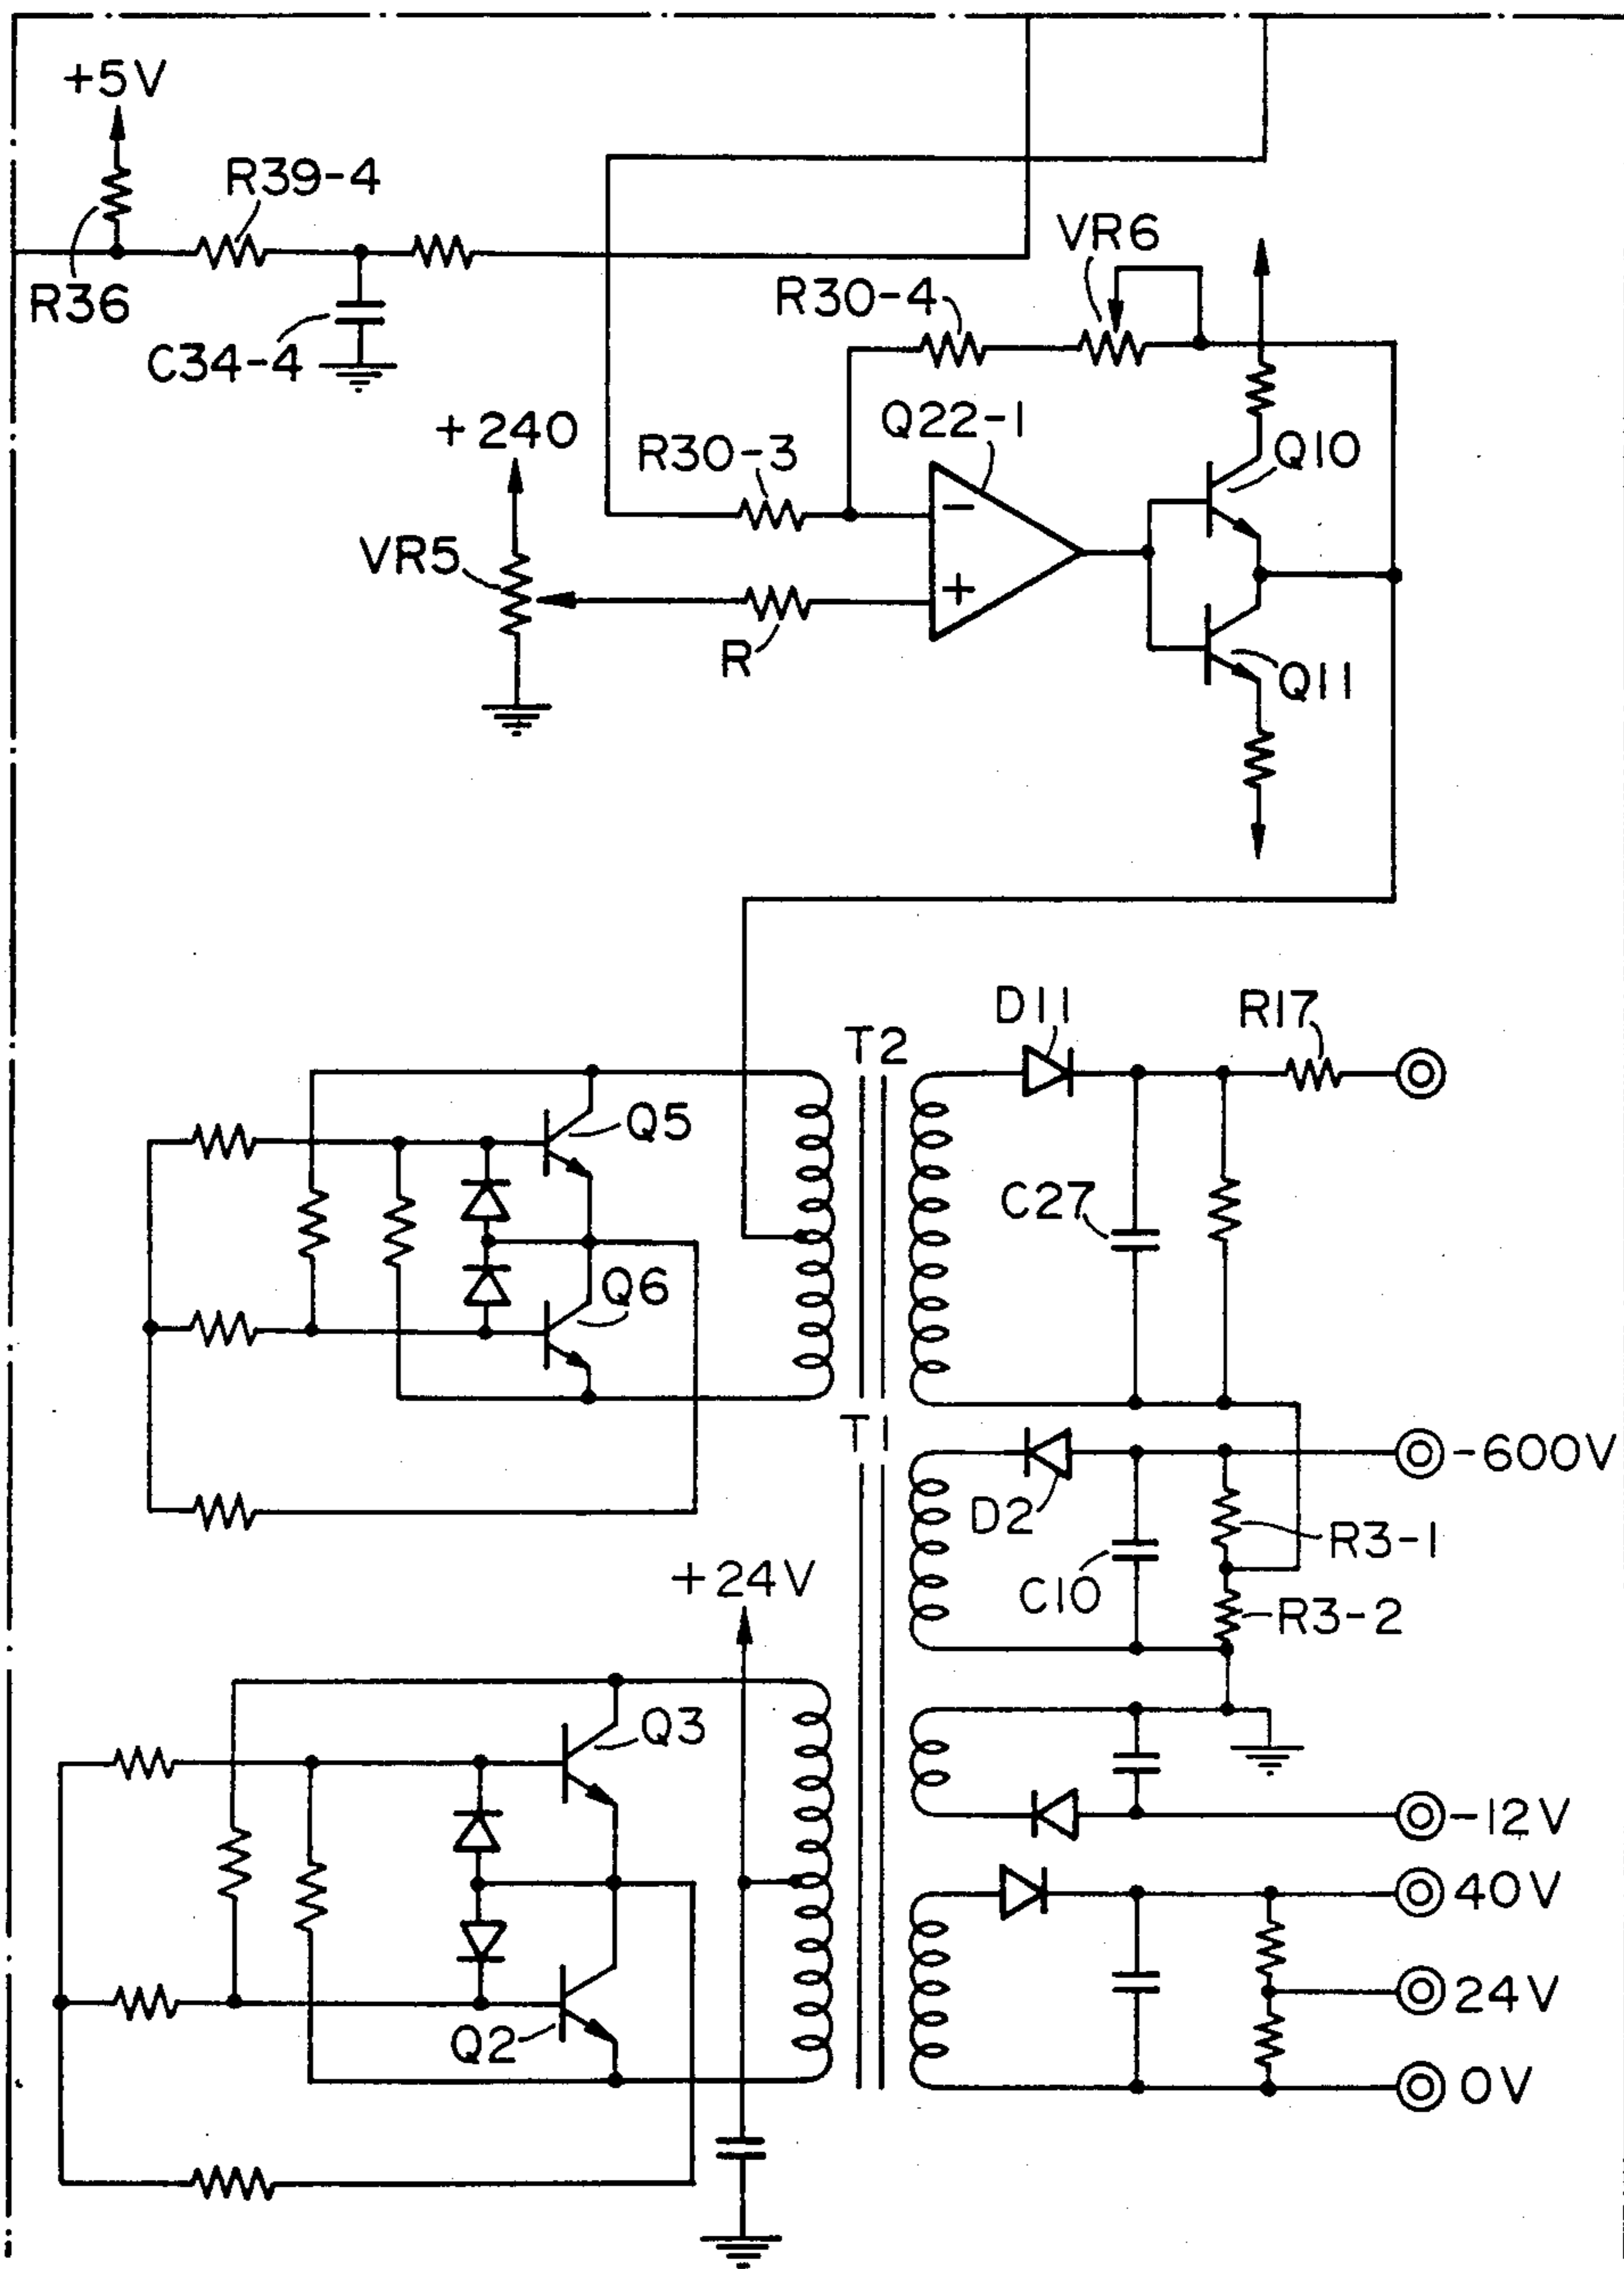 +5V
R39-4
VR6
R36
R30-4
C34-4
+240
Q22-1
R30-3
Q10
VR5
-
+
R
Q11
D11
R17
T2
Q5
C27
Q6
T1
-600V
D2
R3-1
+24V
C10
R3-2
Q3
-12V
40V
24V
Q2
0V